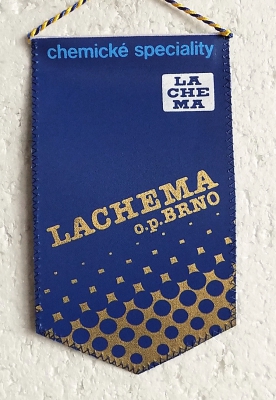 chemické speciality
LA
CHE
MA
LACHEMA
o.p. BRNO